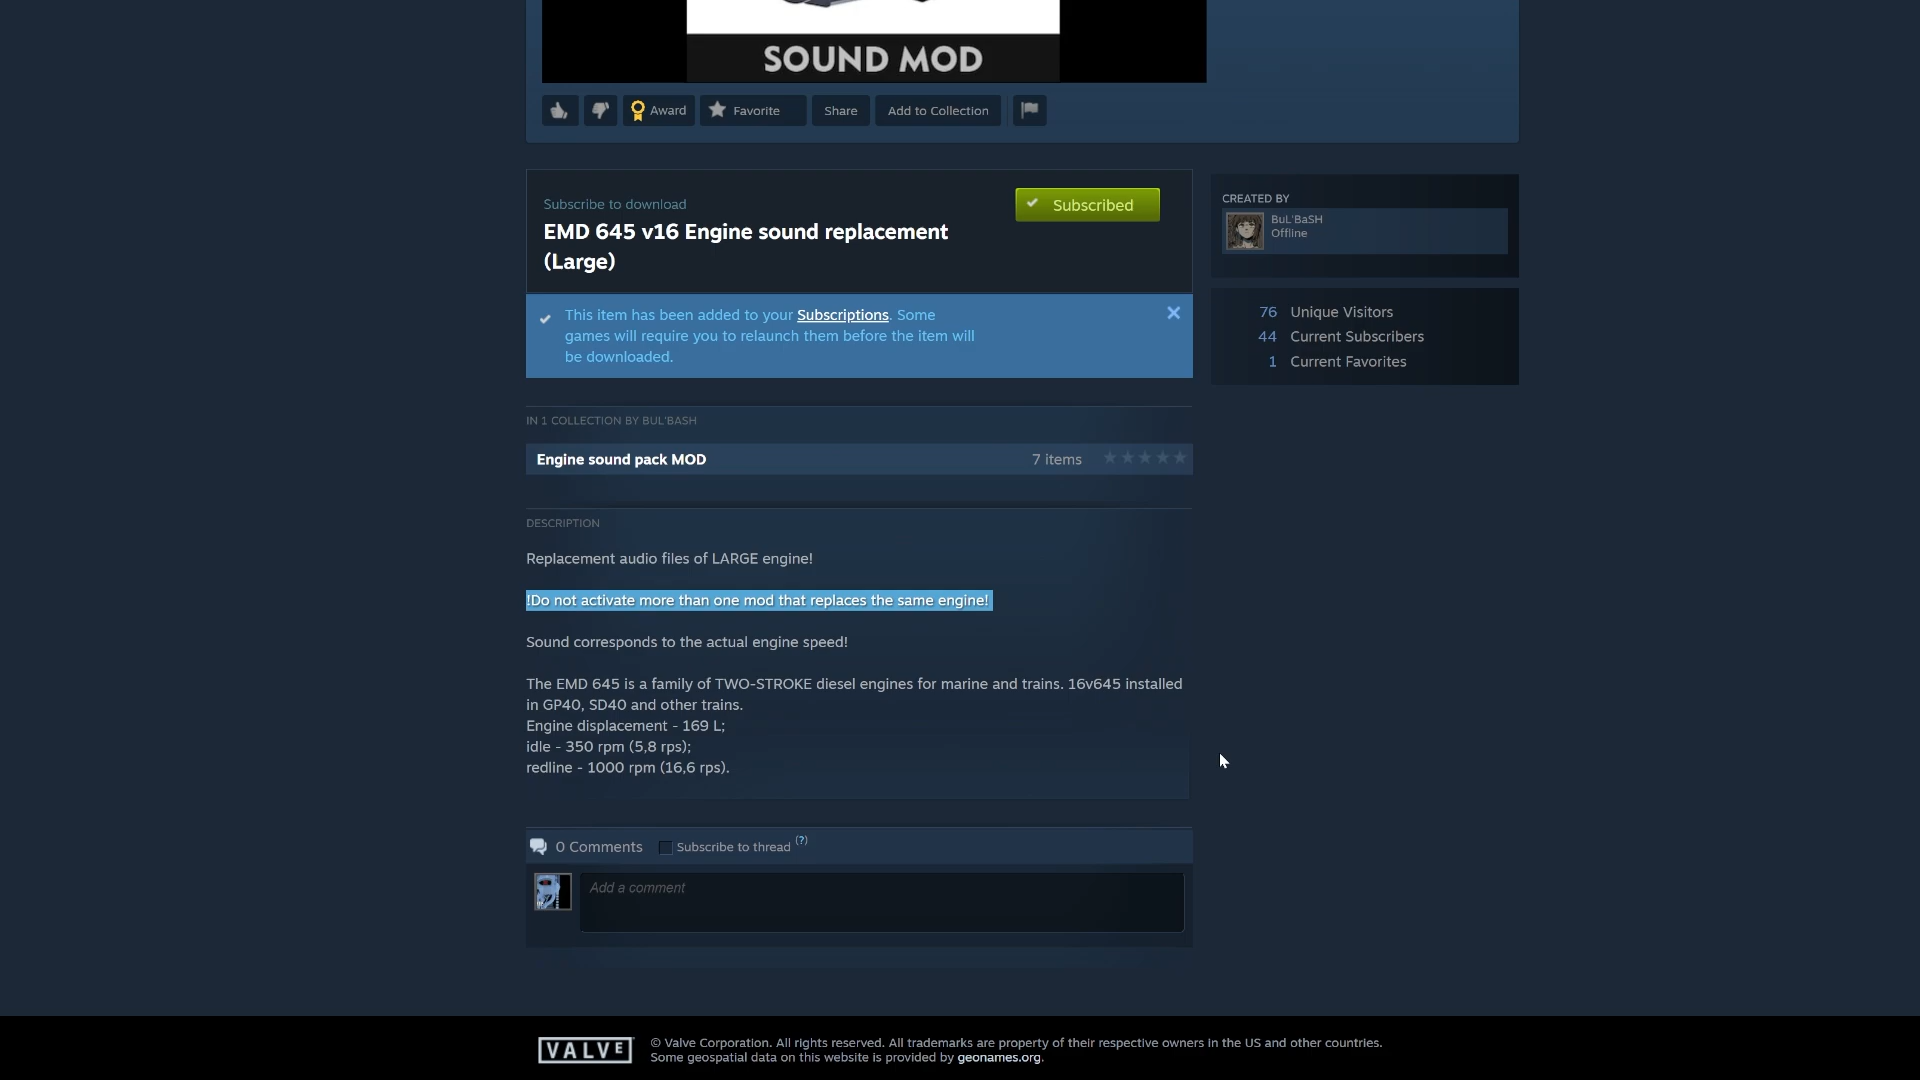 SOUND MOD
Award
Favorite
Share
Add to Collection
Subscribe to download
EMD 645 v16 Engine sound replacement
(Large)
Subscribed
CREATED BY
BuL'BaSH
Offline
This item has been added to your Subscriptions. Some
games will require you to relaunch them before the item will
be downloaded.
76 Unique Visitors
44 Current Subscribers
1 Current Favorites
IN 1 COLLECTION BY BUL'BASH
Engine sound pack MOD 7 items
DESCRIPTION
Replacement audio files of LARGE engine!
!Do not activate more than one mod that replaces the same engine!
Sound corresponds to the actual engine speed!
The EMD 645 is a family of TWO-STROKE diesel engines for marine and trains. 16v645 installed
in GP40, SD40 and other trains.
Engine displacement - 169 L;
idle - 350 rpm (5,8 rps);
redline - 1000 rpm (16,6 rps).
0 Comments Subscribe to thread (?)
Add a comment
VALVE
© Valve Corporation. All rights reserved. All trademarks are property of their respective owners in the US and other countries.
Some geospatial data on this website is provided by geonames.org.